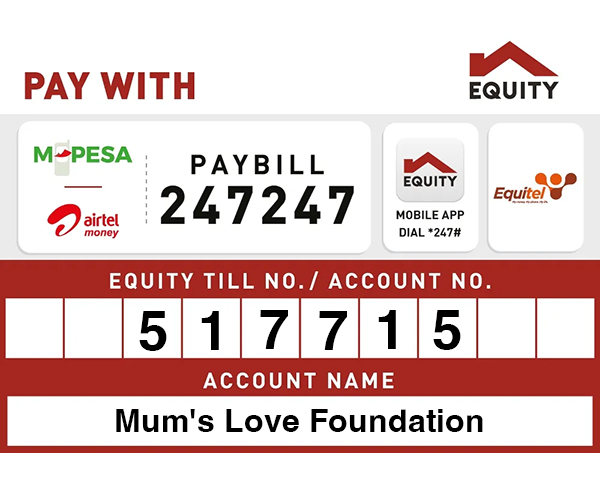 PAY WITH
EQUITY
M-PESA
airtel
money
PAYBILL
247247
EQUITY
MOBILE APP
DIAL *247#
Equitel
EQUITY TILL NO./ ACCOUNT NO.
517715
ACCOUNT NAME
Mum's Love Foundation